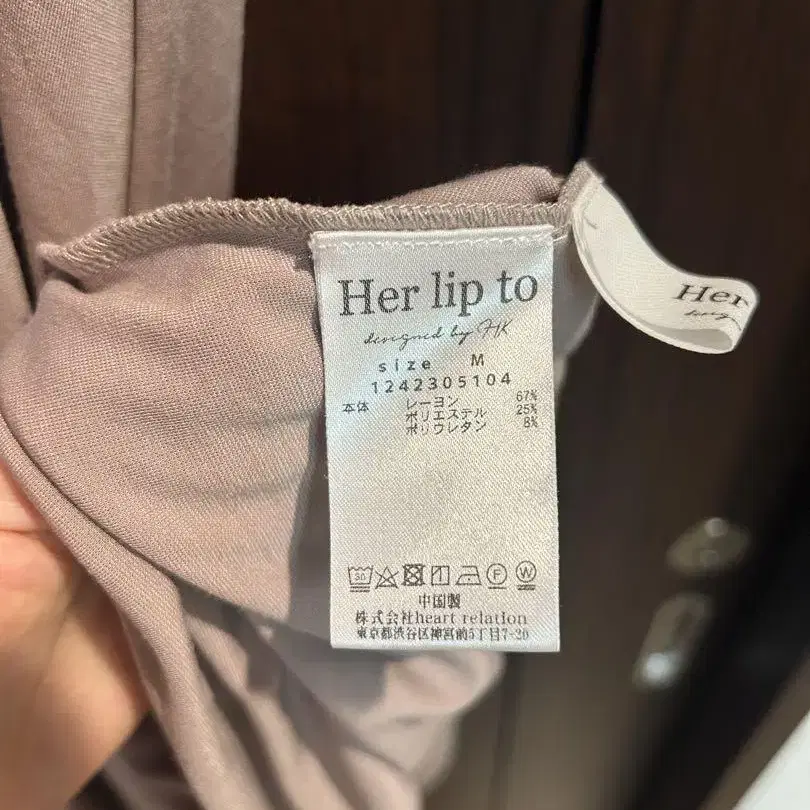 Her lip to
designed by HK
size M
1242305104
本体 レーヨン 67%
ポリエステル 25%
ポリウレタン 8%
30 F W
中国製
株式会社heart relation
東京都渋谷区神宮前5丁目7-20
Her